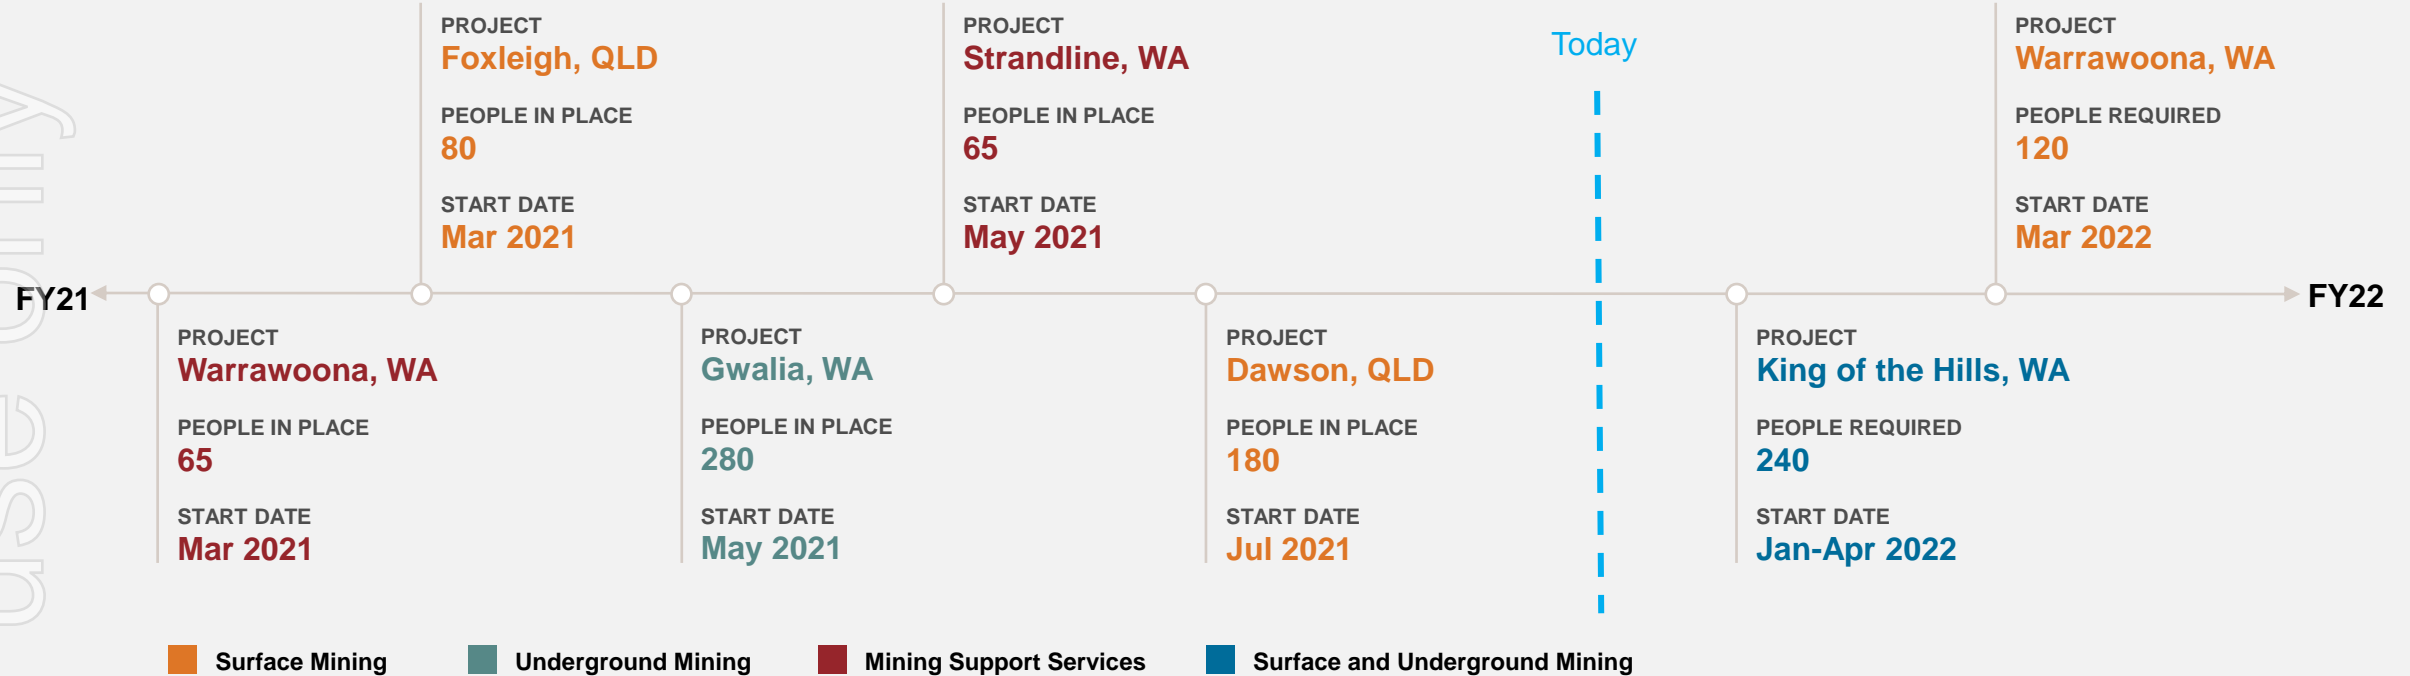 PROJECT
Foxleigh, QLD
PEOPLE IN PLACE
80
START DATE
Mar 2021
PROJECT
Strandline, WA
PEOPLE IN PLACE
65
START DATE
May 2021
Today
PROJECT
Warrawoona, WA
PEOPLE REQUIRED
120
START DATE
Mar 2022
FY21
FY22
PROJECT
Warrawoona, WA
PEOPLE IN PLACE
65
START DATE
Mar 2021
PROJECT
Gwalia, WA
PEOPLE IN PLACE
280
START DATE
May 2021
PROJECT
Dawson, QLD
PEOPLE IN PLACE
180
START DATE
Jul 2021
PROJECT
King of the Hills, WA
PEOPLE REQUIRED
240
START DATE
Jan-Apr 2022
Surface Mining
Underground Mining
Mining Support Services
Surface and Underground Mining
use only